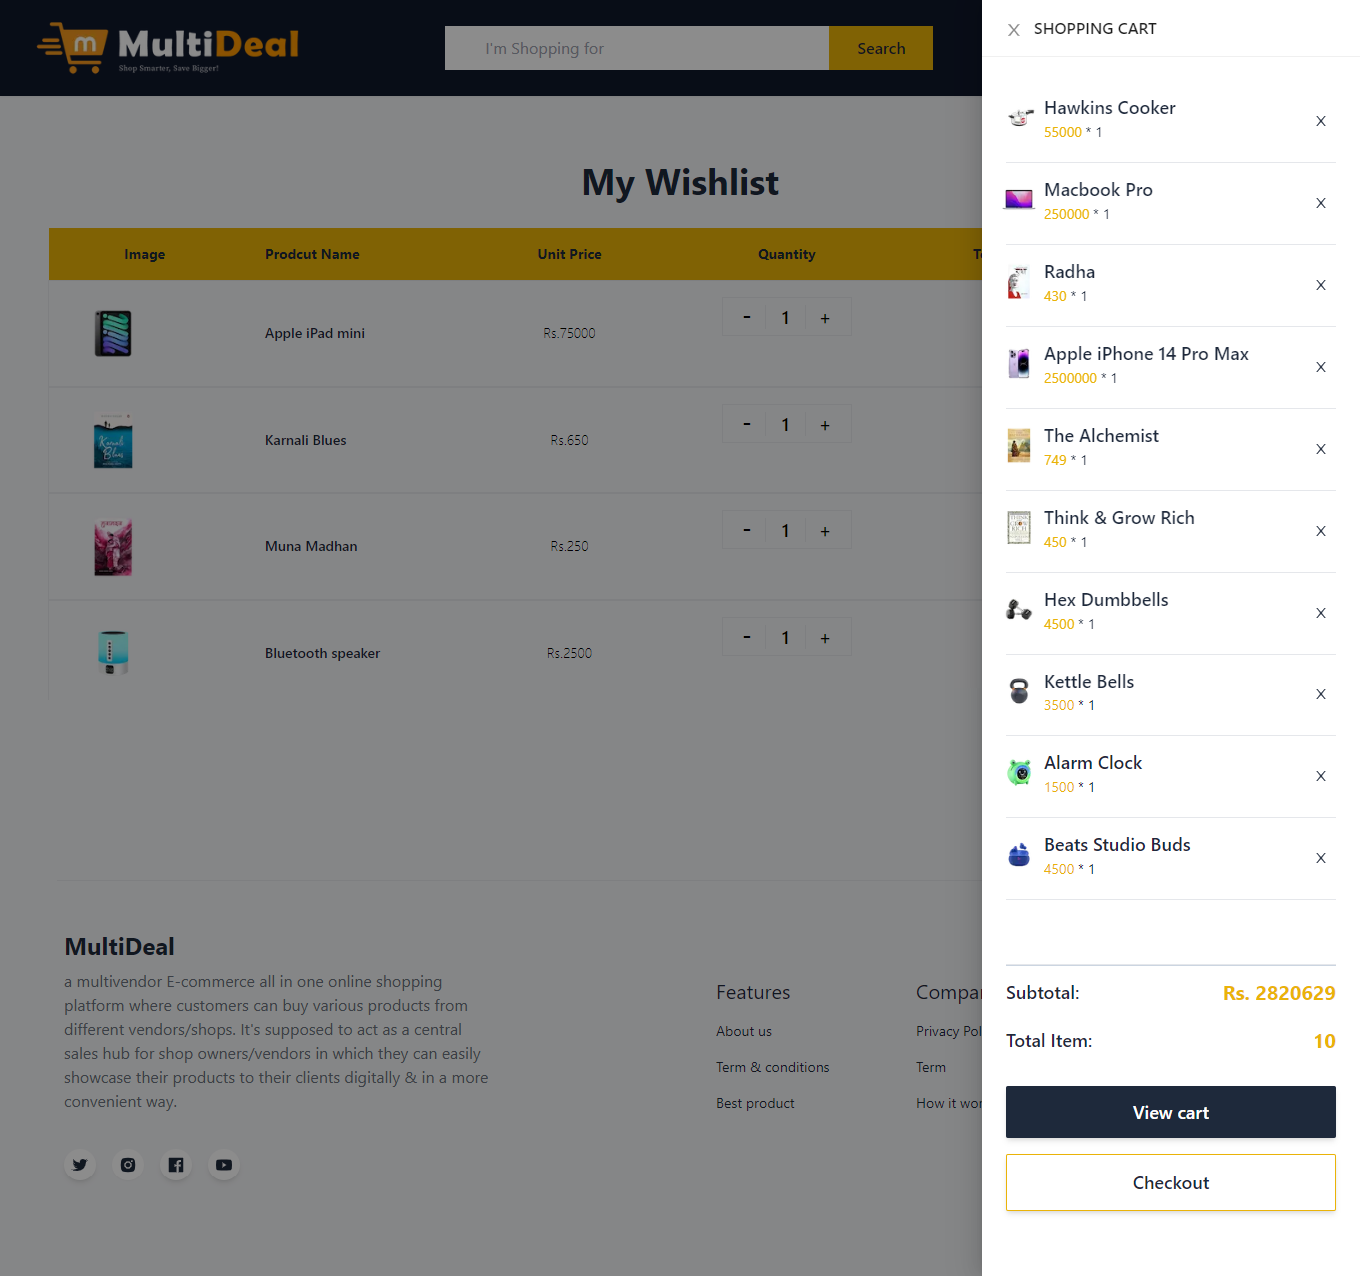 MultiDeal
Shop Smarter, Save Bigger!
I'm Shopping for
Search
My Wishlist
Image Prodcut Name Unit Price Quantity
Apple iPad mini Rs.75000 - 1 +
Karnali Blues Rs.650 - 1 +
Muna Madhan Rs.250 - 1 +
Bluetooth speaker Rs.2500 - 1 +
MultiDeal
a multivendor E-commerce all in one online shopping
platform where customers can buy various products from
different vendors/shops. It's supposed to act as a central
sales hub for shop owners/vendors in which they can easily
showcase their products to their clients digitally & in a more
convenient way.
Features
About us
Term & conditions
Best product
Compa
Privacy Pol
Term
How it wor
X SHOPPING CART
Hawkins Cooker
55000 * 1
X
Macbook Pro
250000 * 1
X
Radha
430 * 1
X
Apple iPhone 14 Pro Max
2500000 * 1
X
The Alchemist
749 * 1
X
Think & Grow Rich
450 * 1
X
Hex Dumbbells
4500 * 1
X
Kettle Bells
3500 * 1
X
Alarm Clock
1500 * 1
X
Beats Studio Buds
4500 * 1
X
Subtotal: Rs. 2820629
Total Item: 10
View cart
Checkout